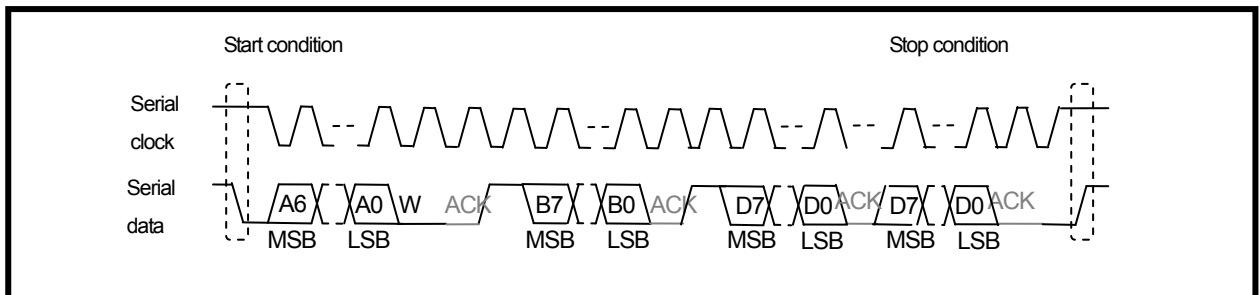 Start condition Stop condition
Serial
clock
Serial
data
A6 A0 W ACK B7 B0 ACK D7 D0 ACK D7 D0 ACK
MSB LSB MSB LSB MSB LSB MSB LSB